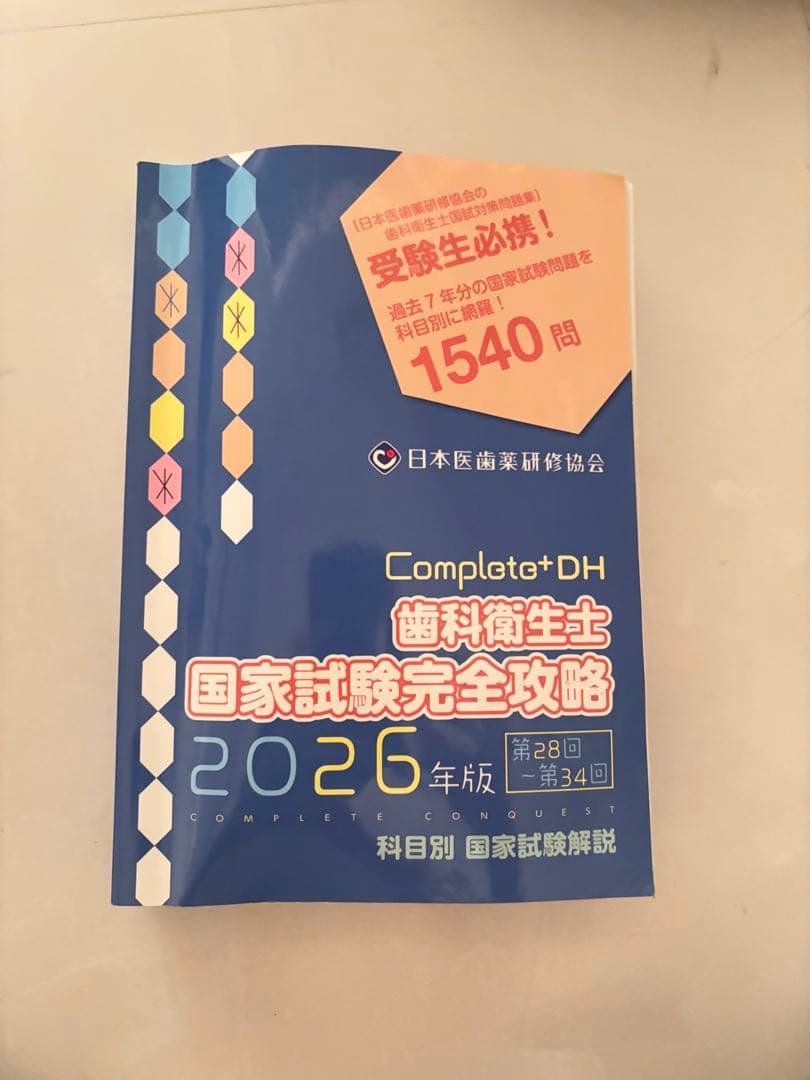 [日本医歯薬研修協会の
歯科衛生士国試対策問題集]
受験生必携!
過去7年分の国家試験問題を
科目別に網羅!
1540問
日本医歯薬研修協会
Complete+DH
歯科衛生士
国家試験完全攻略
2026年版
第28回
~第34回
COMPLETE CONQUEST
科目別 国家試験解説